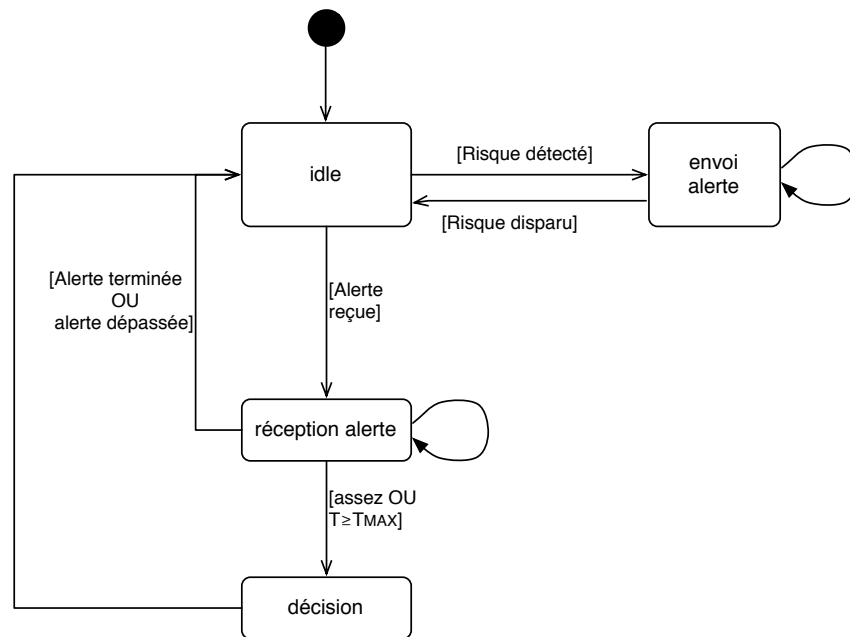 [Risque détecté]
idle
envoi
alerte
[Risque disparu]
[Alerte terminée
OU
alerte dépassée]
[Alerte
reçue]
réception alerte
[assez OU
T≥TMAX]
décision